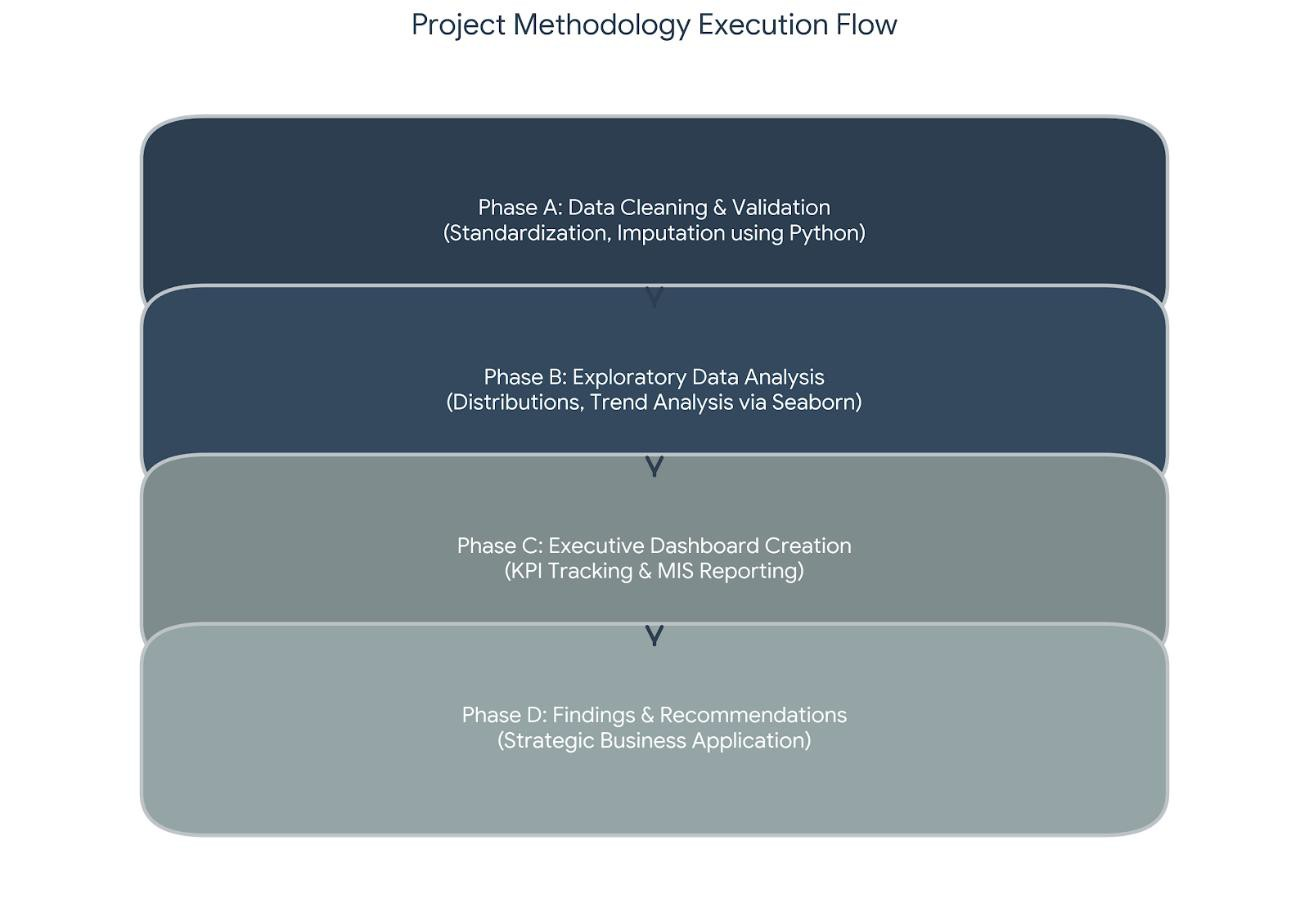 Project Methodology Execution Flow
Phase A: Data Cleaning & Validation
(Standardization, Imputation using Python)
Phase B: Exploratory Data Analysis
(Distributions, Trend Analysis via Seaborn)
Phase C: Executive Dashboard Creation
(KPI Tracking & MIS Reporting)
Phase D: Findings & Recommendations
(Strategic Business Application)